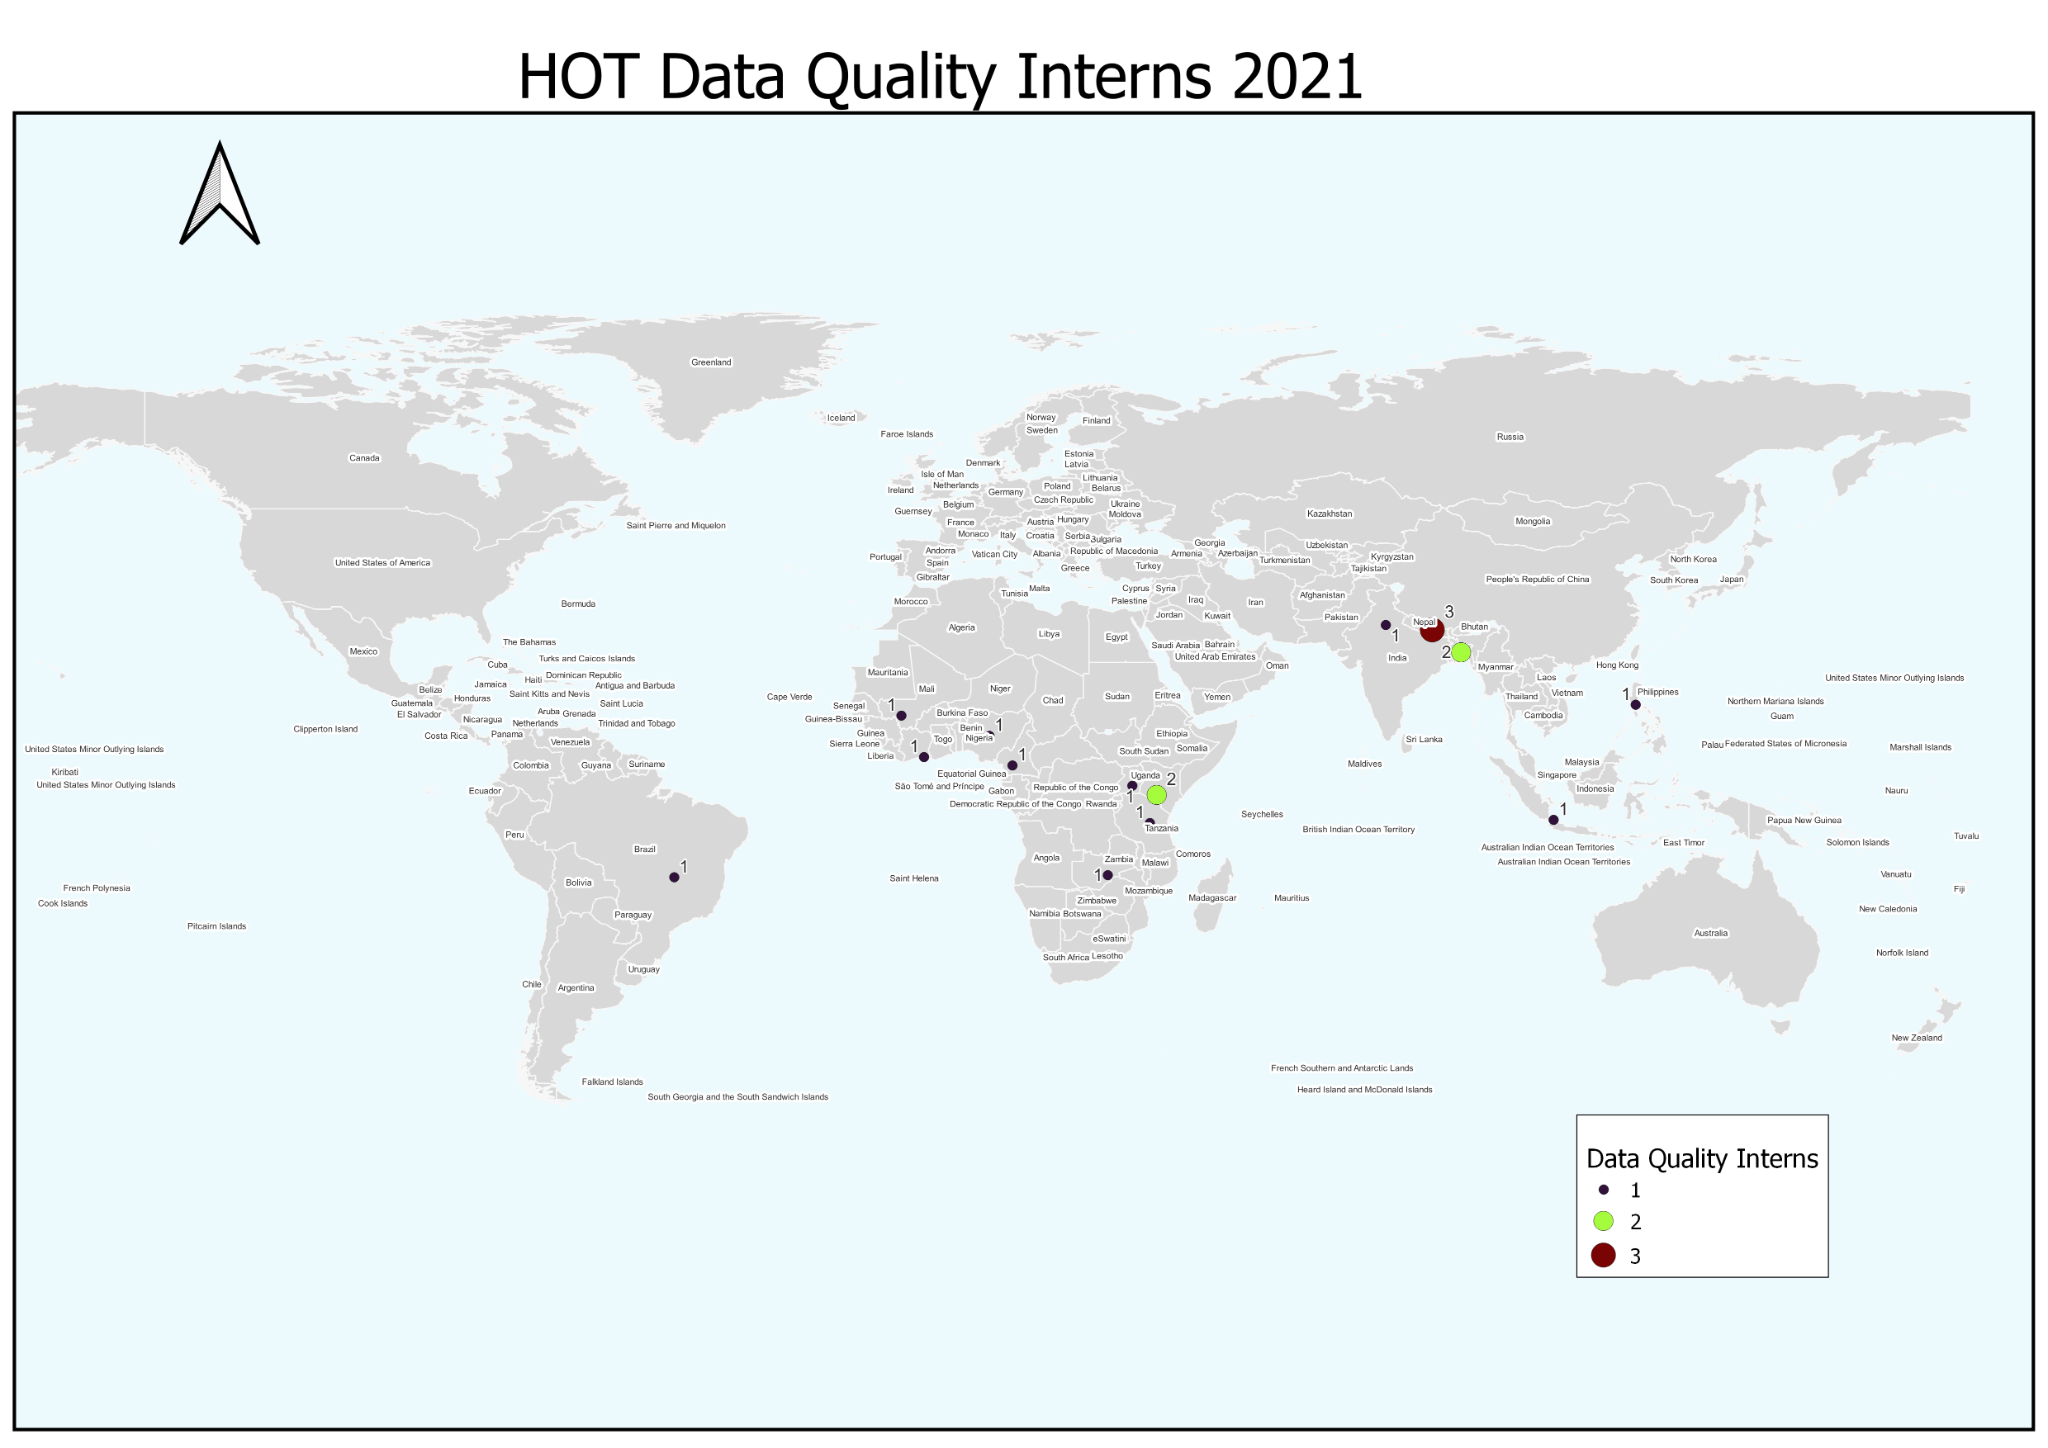 HOT Data Quality Interns 2021
Greenland
Iceland
Faroe Islands
Norway
Sweden
Finland
Russia
Canada
Estonia
Latvia
Lithuania
Denmark
Isle of Man
Netherlands
Ireland
Germany
Poland
Belarus
Czech Republic
Guernsey
Belgium
Ukraine
Moldova
France
Austria
Hungary
Monaco
Italy
Croatia
Serbia
Bulgaria
Kazakhstan
Mongolia
Saint Pierre and Miquelon
Portugal
Andorra
Spain
Gibraltar
Vatican City
Albania
Republic of Macedonia
Greece
Turkey
Georgia
Armenia
Azerbaijan
Uzbekistan
Turkmenistan
Kyrgyzstan
Tajikistan
North Korea
South Korea
Japan
People's Republic of China
United States of America
Bermuda
Morocco
Tunisia
Malta
Cyprus
Syria
Palestine
Iraq
Iran
Afghanistan
Jordan
Kuwait
Pakistan
3
Nepal
1
Bhutan
Algeria
Libya
Egypt
Saudi Arabia
Bahrain
United Arab Emirates
Oman
India
2
Myanmar
Hong Kong
Laos
The Bahamas
Mexico
Cuba
Turks and Caicos Islands
Haiti
Dominican Republic
Jamaica
Antigua and Barbuda
Belize
Saint Kitts and Nevis
Honduras
Guatemala
Saint Lucia
El Salvador
Aruba
Grenada
Nicaragua
Netherlands
Trinidad and Tobago
Clipperton Island
Costa Rica
Panama
Venezuela
Colombia
Guyana
Suriname
Ecuador
Peru
Brazil
1
Bolivia
Paraguay
Uruguay
Chile
Argentina
Falkland Islands
South Georgia and the South Sandwich Islands
United States Minor Outlying Islands
Kiribati
United States Minor Outlying Islands
French Polynesia
Cook Islands
Pitcairn Islands
Cape Verde
Mauritania
Mali
Niger
Chad
Sudan
Eritrea
Yemen
Senegal
1
Guinea-Bissau
Burkina Faso
Benin
1
Guinea
Sierra Leone
Togo
Nigeria
Liberia
1
1
Ethiopia
South Sudan
Somalia
Equatorial Guinea
São Tomé and Príncipe
Gabon
Republic of the Congo
Uganda
2
1
Democratic Republic of the Congo
Rwanda
1
Tanzania
Seychelles
British Indian Ocean Territory
Angola
Zambia
Malawi
Comoros
1
Saint Helena
Mozambique
Zimbabwe
Madagascar
Mauritius
Namibia
Botswana
eSwatini
South Africa
Lesotho
Thailand
Vietnam
Cambodia
1
Philippines
Sri Lanka
Maldives
Malaysia
Singapore
Indonesia
1
Australian Indian Ocean Territories
Australian Indian Ocean Territories
East Timor
Papua New Guinea
Australia
United States Minor Outlying Islands
Northern Mariana Islands
Guam
Palau
Federated States of Micronesia
Marshall Islands
Nauru
Tuvalu
Solomon Islands
Vanuatu
Fiji
New Caledonia
Norfolk Island
New Zealand
French Southern and Antarctic Lands
Heard Island and McDonald Islands
Data Quality Interns
1
2
3